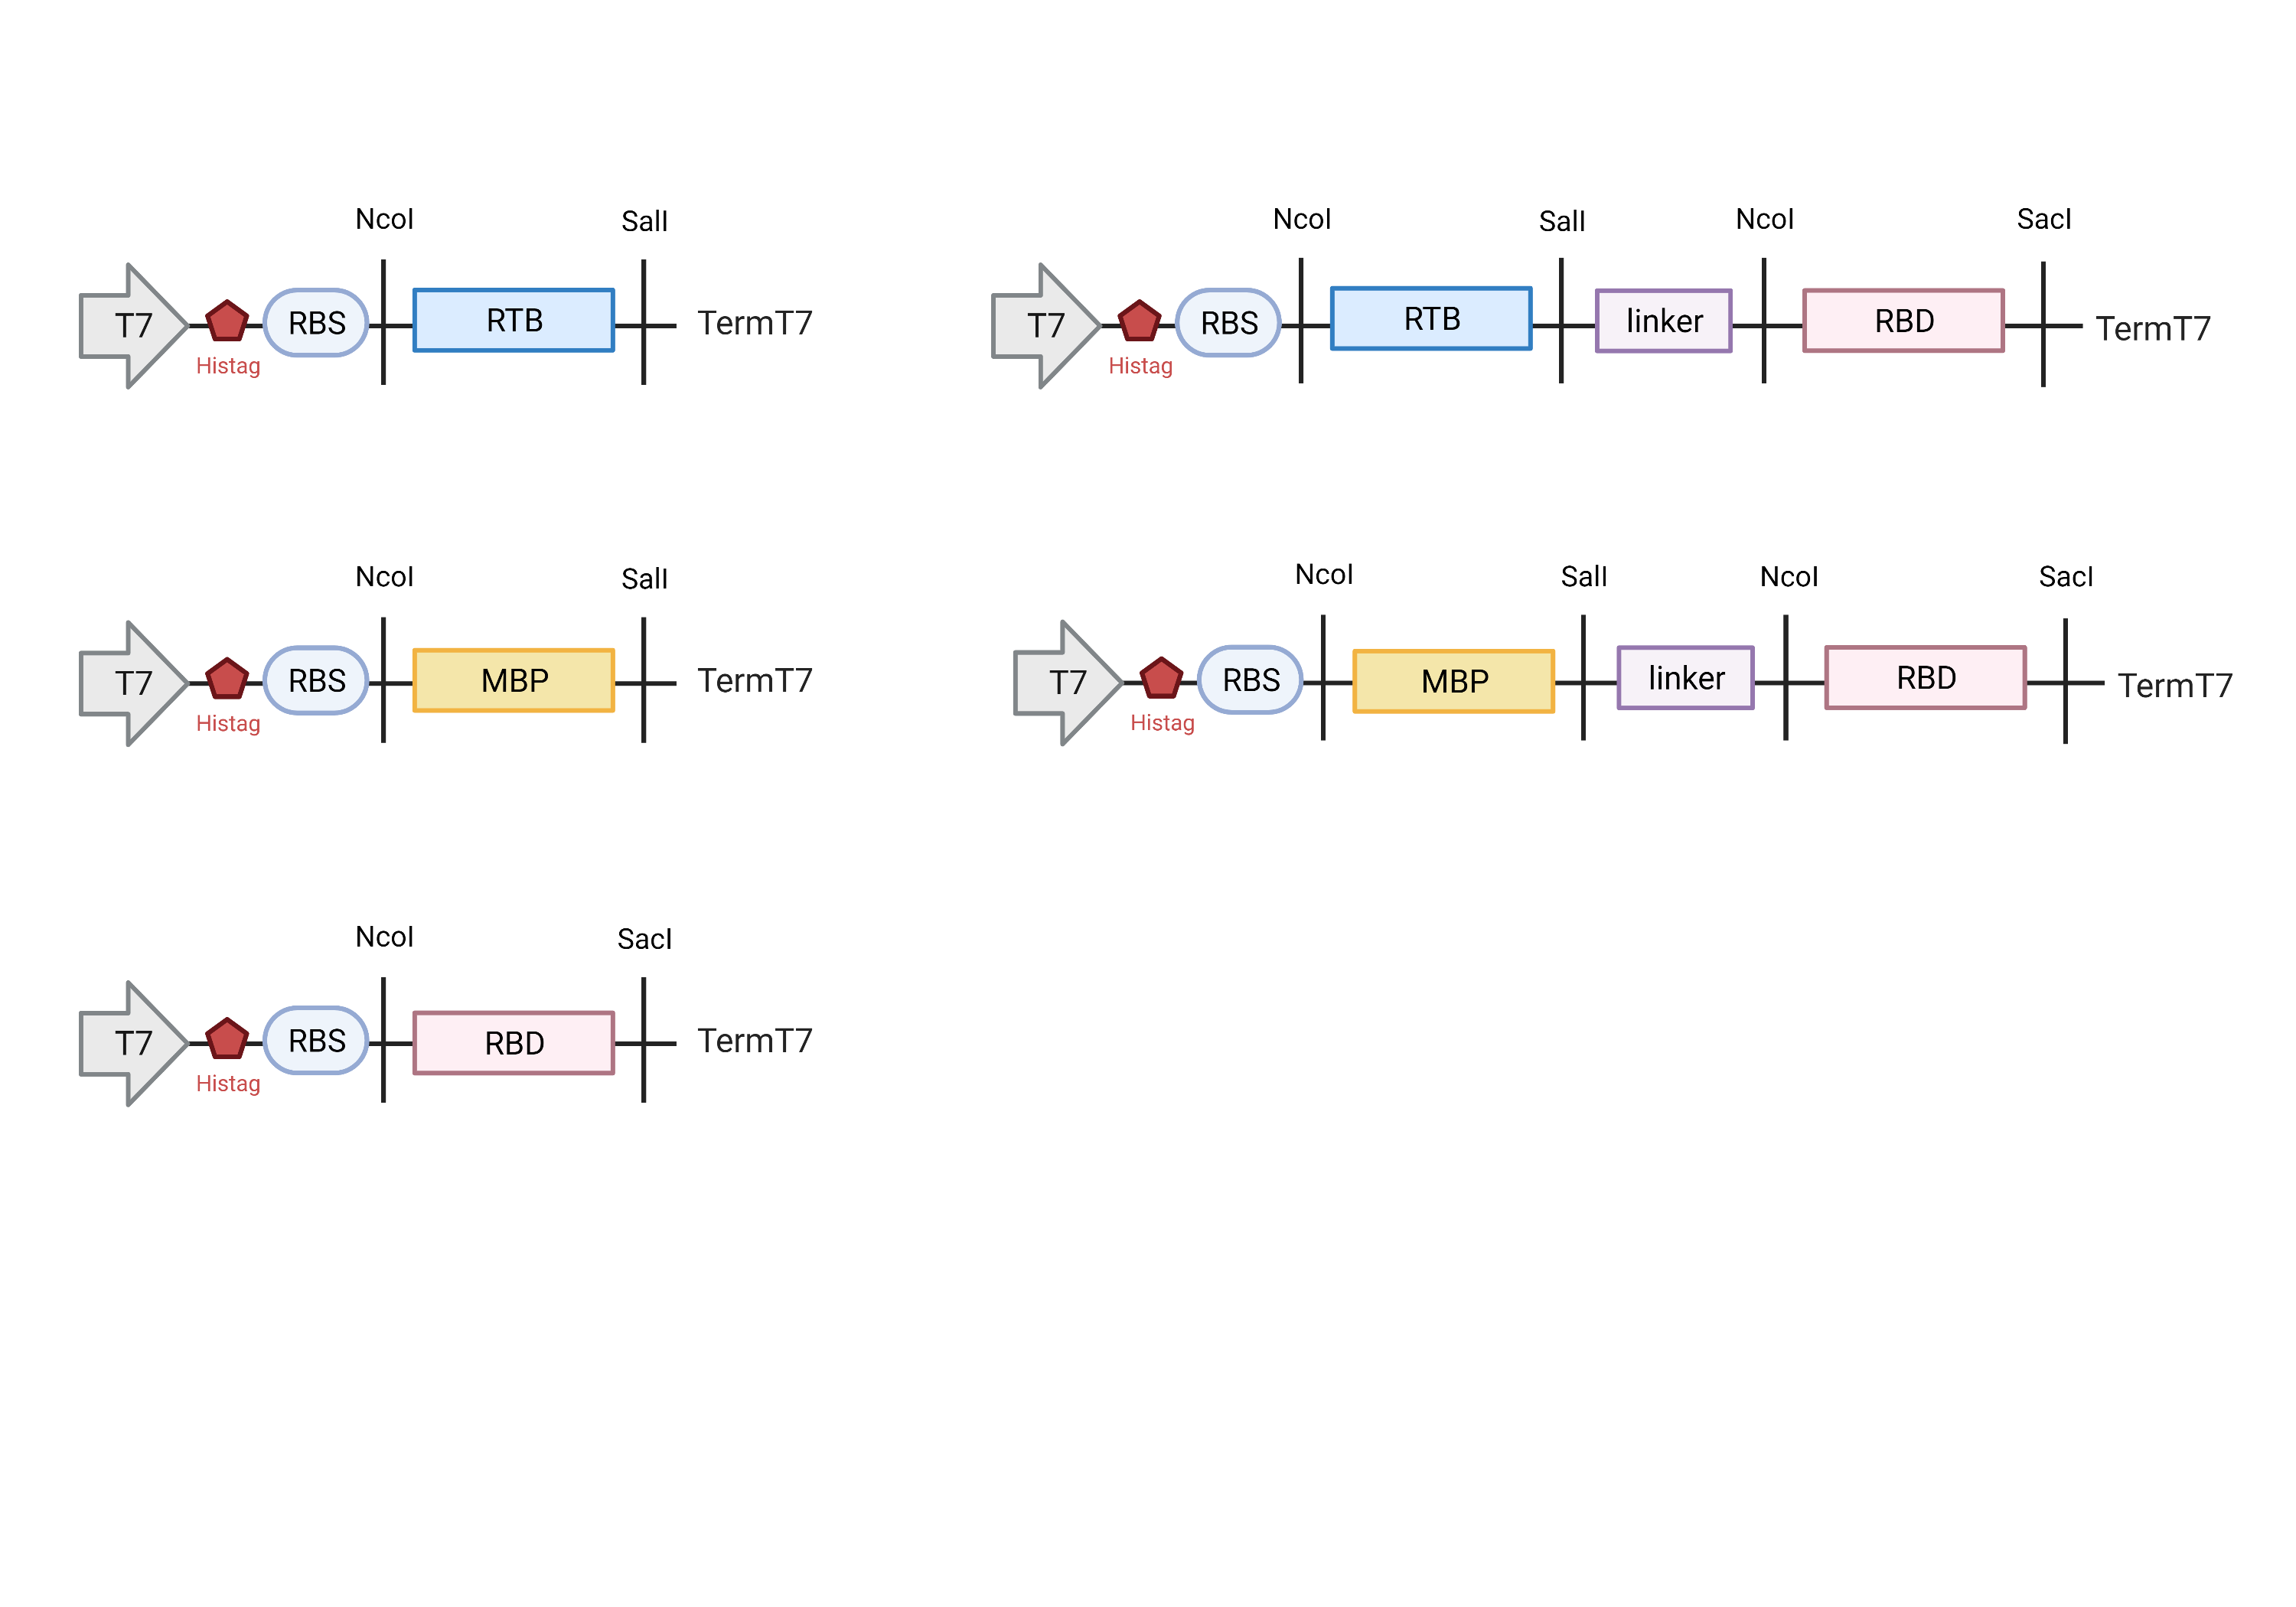 NcoI SalI
T7 RBS RTB TermT7
Histag
NcoI SalI NcoI SacI
T7 RBS RTB linker RBD TermT7
Histag
NcoI SalI
T7 RBS MBP TermT7
Histag
NcoI SalI NcoI SacI
T7 RBS MBP linker RBD TermT7
Histag
NcoI SacI
T7 RBS RBD TermT7
Histag